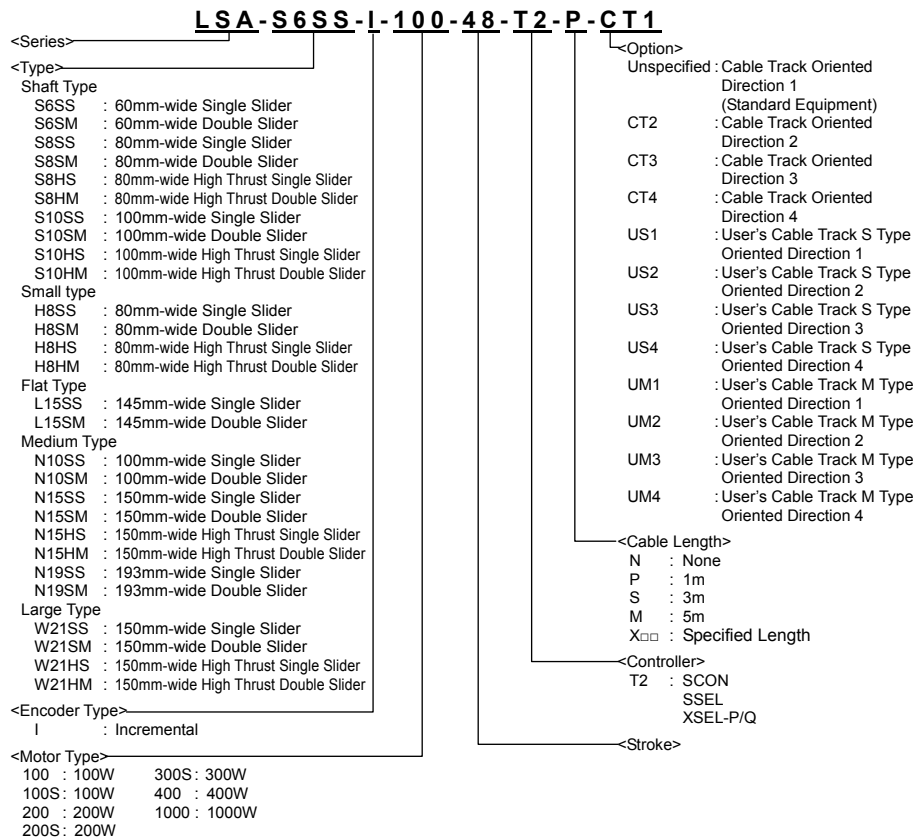 LSA-S6SS-I-100-48-T2-P-CT1
<Series>
<Type>
Shaft Type
S6SS : 60mm-wide Single Slider
S6SM : 60mm-wide Double Slider
S8SS : 80mm-wide Single Slider
S8SM : 80mm-wide Double Slider
S8HS : 80mm-wide High Thrust Single Slider
S8HM : 80mm-wide High Thrust Double Slider
S10SS : 100mm-wide Single Slider
S10SM : 100mm-wide Double Slider
S10HS : 100mm-wide High Thrust Single Slider
S10HM : 100mm-wide High Thrust Double Slider
Small type
H8SS : 80mm-wide Single Slider
H8SM : 80mm-wide Double Slider
H8HS : 80mm-wide High Thrust Single Slider
H8HM : 80mm-wide High Thrust Double Slider
Flat Type
L15SS : 145mm-wide Single Slider
L15SM : 145mm-wide Double Slider
Medium Type
N10SS : 100mm-wide Single Slider
N10SM : 100mm-wide Double Slider
N15SS : 150mm-wide Single Slider
N15SM : 150mm-wide Double Slider
N15HS : 150mm-wide High Thrust Single Slider
N15HM : 150mm-wide High Thrust Double Slider
N19SS : 193mm-wide Single Slider
N19SM : 193mm-wide Double Slider
Large Type
W21SS : 150mm-wide Single Slider
W21SM : 150mm-wide Double Slider
W21HS : 150mm-wide High Thrust Single Slider
W21HM : 150mm-wide High Thrust Double Slider
<Encoder Type>
I : Incremental
<Motor Type>
100 : 100W 300S : 300W
100S : 100W 400 : 400W
200 : 200W 1000 : 1000W
200S : 200W
<Option>
Unspecified : Cable Track Oriented
Direction 1
(Standard Equipment)
CT2 : Cable Track Oriented
Direction 2
CT3 : Cable Track Oriented
Direction 3
CT4 : Cable Track Oriented
Direction 4
US1 : User's Cable Track S Type
Oriented Direction 1
US2 : User's Cable Track S Type
Oriented Direction 2
US3 : User's Cable Track S Type
Oriented Direction 3
US4 : User's Cable Track S Type
Oriented Direction 4
UM1 : User's Cable Track M Type
Oriented Direction 1
UM2 : User's Cable Track M Type
Oriented Direction 2
UM3 : User's Cable Track M Type
Oriented Direction 3
UM4 : User's Cable Track M Type
Oriented Direction 4
<Cable Length>
N : None
P : 1m
S : 3m
M : 5m
X□□ : Specified Length
<Controller>
T2 : SCON
SSEL
XSEL-P/Q
<Stroke>